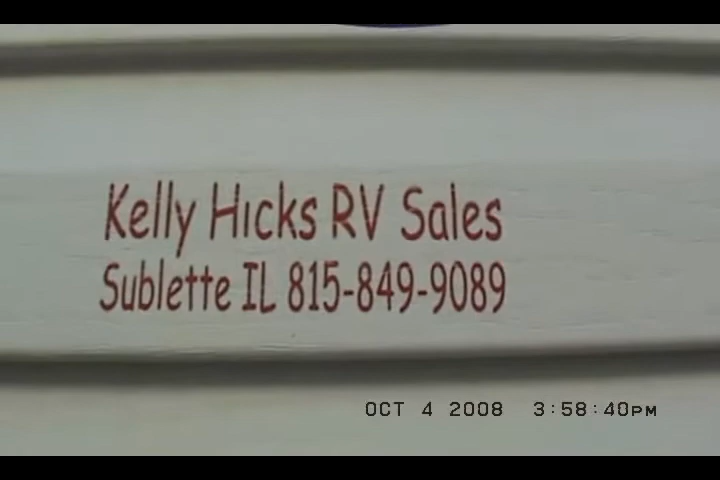 Kelly Hicks RV Sales
Sublette IL 815-849-9089
OCT 4 2008 3:58:40PM